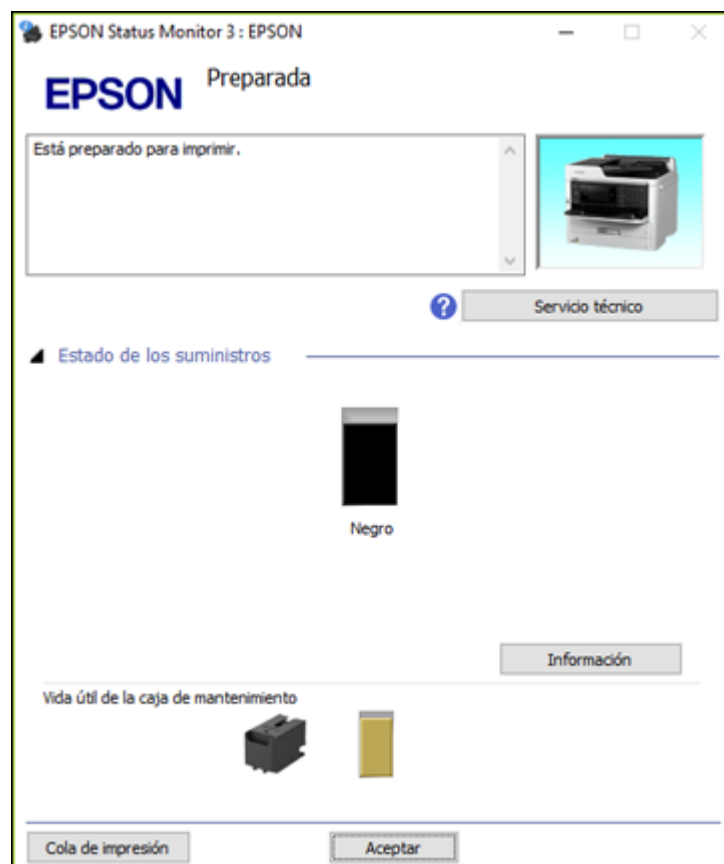 EPSON Status Monitor 3 : EPSON
EPSON
Preparada
Está preparado para imprimir.
?
Servicio técnico
Estado de los suministros
Negro
Información
Vida útil de la caja de mantenimiento
Cola de impresión
Aceptar